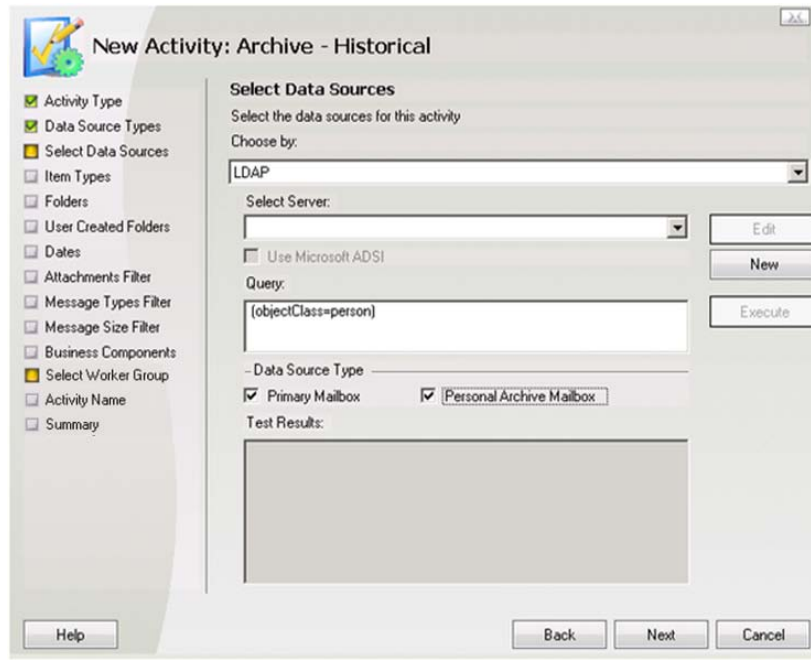 New Activity: Archive - Historical
Activity Type
Data Source Types
Select Data Sources
Item Types
Folders
User Created Folders
Dates
Attachments Filter
Message Types Filter
Message Size Filter
Business Components
Select Worker Group
Activity Name
Summary
Select Data Sources
Select the data sources for this activity
Choose by:
LDAP
Select Server:
Edit
Use Microsoft ADSI
New
Query:
(objectClass=person)
Execute
Data Source Type
Primary Mailbox Personal Archive Mailbox
Test Results:
Help Back Next Cancel